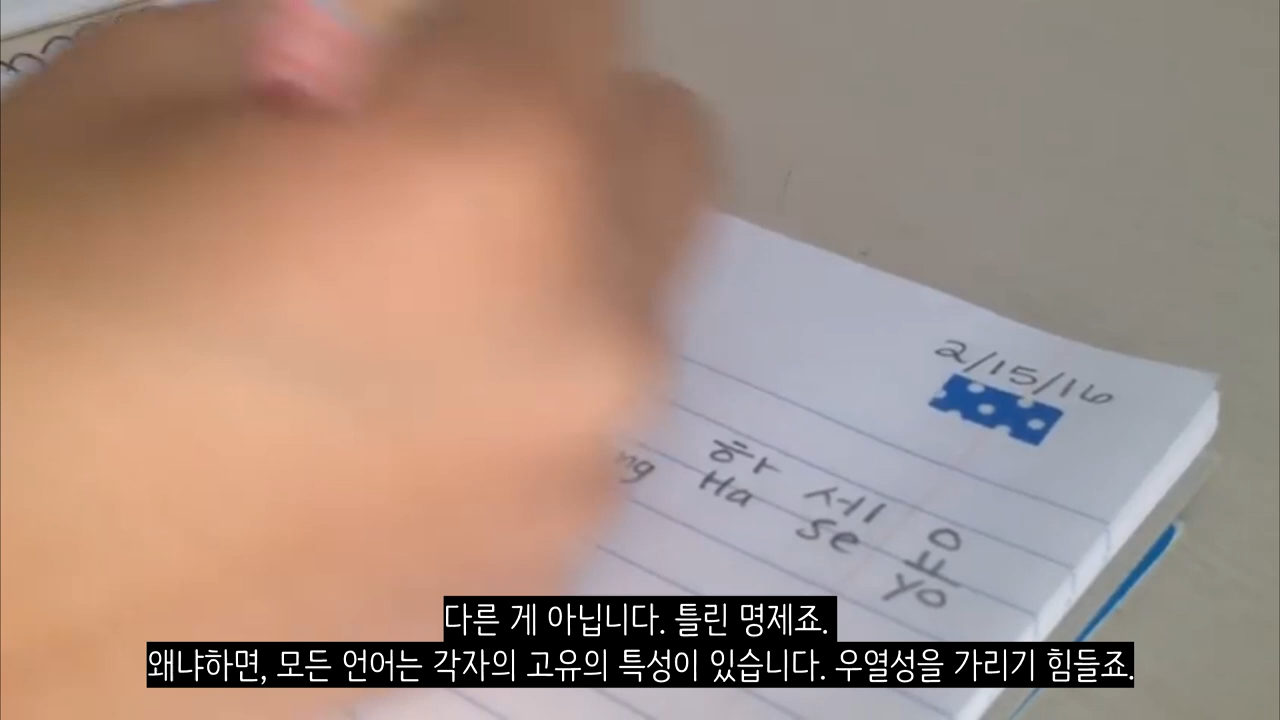 2/15/16
하 세 요
ng Ha se yo
다른 게 아닙니다. 틀린 명제죠.
왜냐하면, 모든 언어는 각자의 고유의 특성이 있습니다. 우열성을 가리기 힘들죠.